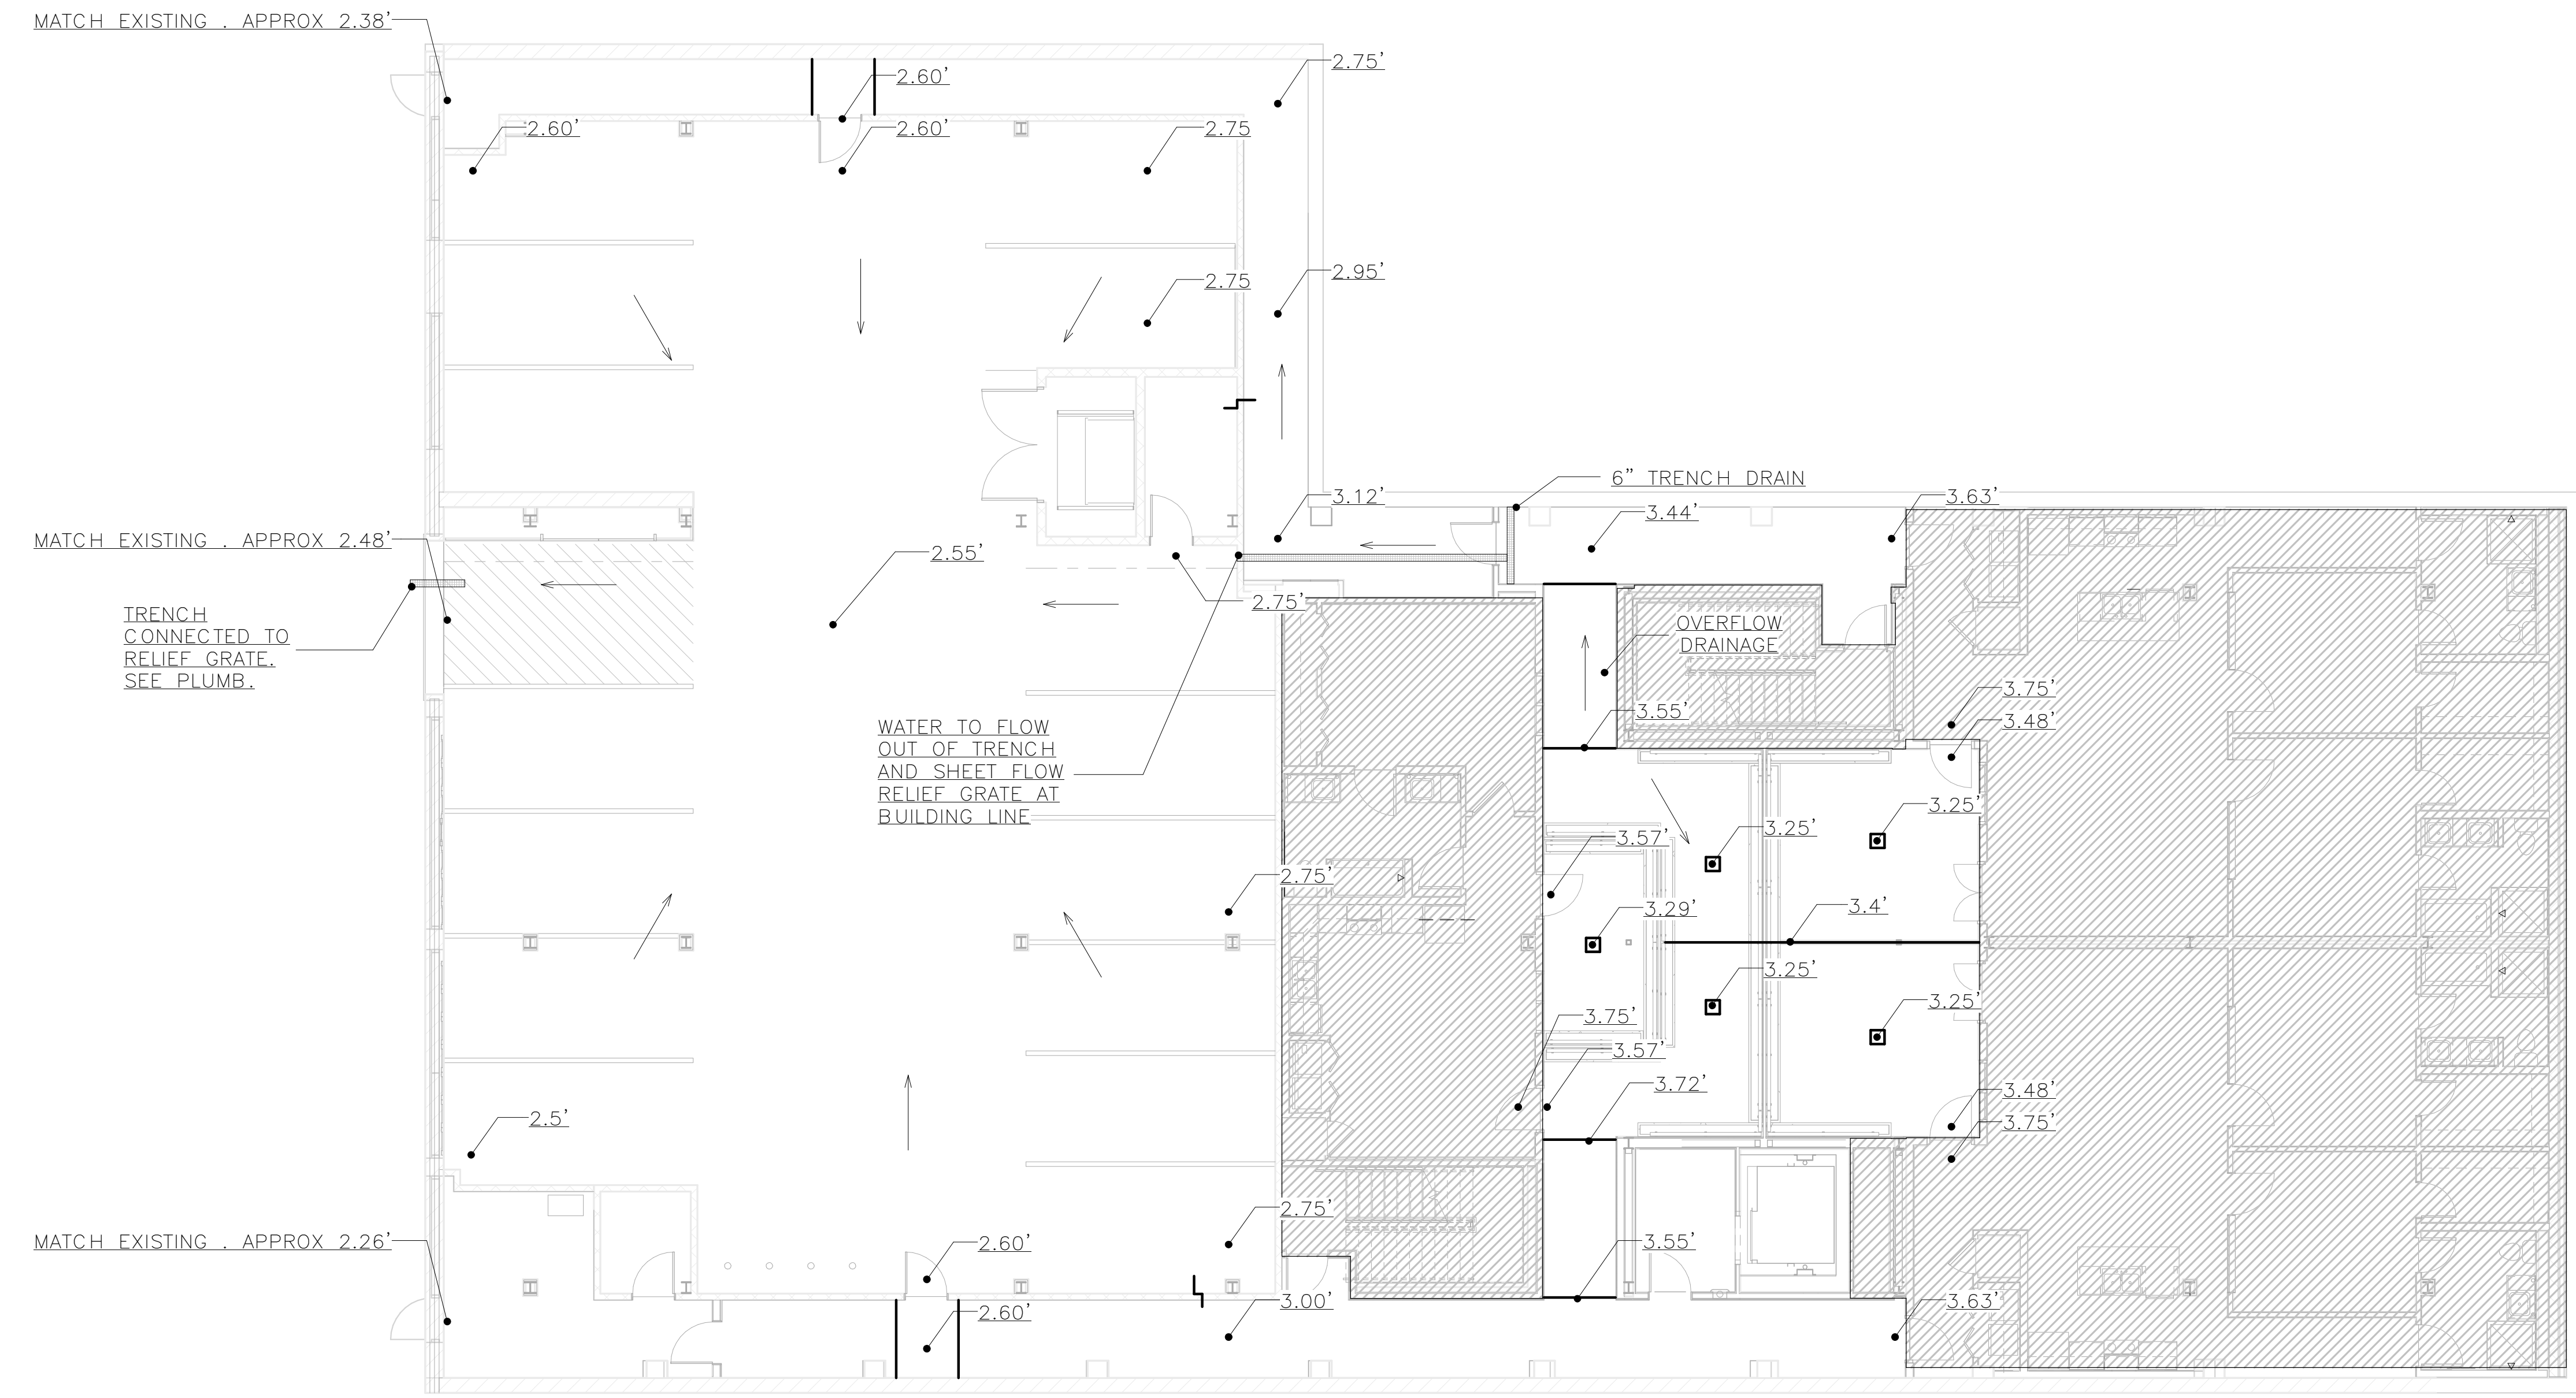 MATCH EXISTING . APPROX 2.38'
2.75'
2.60'
2.60'
2.60'
2.75
2.95'
2.75
6" TRENCH DRAIN
3.12'
3.44'
3.63'
MATCH EXISTING . APPROX 2.48'
2.55'
2.75'
TRENCH
CONNECTED TO
RELIEF GRATE.
SEE PLUMB.
OVERFLOW
DRAINAGE
3.75'
3.55'
3.48'
WATER TO FLOW
OUT OF TRENCH
AND SHEET FLOW
RELIEF GRATE AT
BUILDING LINE
3.25'
3.25'
3.57'
2.75'
3.29'
3.4'
3.25'
3.25'
3.75'
3.57'
3.72'
3.48'
3.75'
2.5'
2.75'
MATCH EXISTING . APPROX 2.26'
2.60'
3.55'
3.00'
3.63'
2.60'